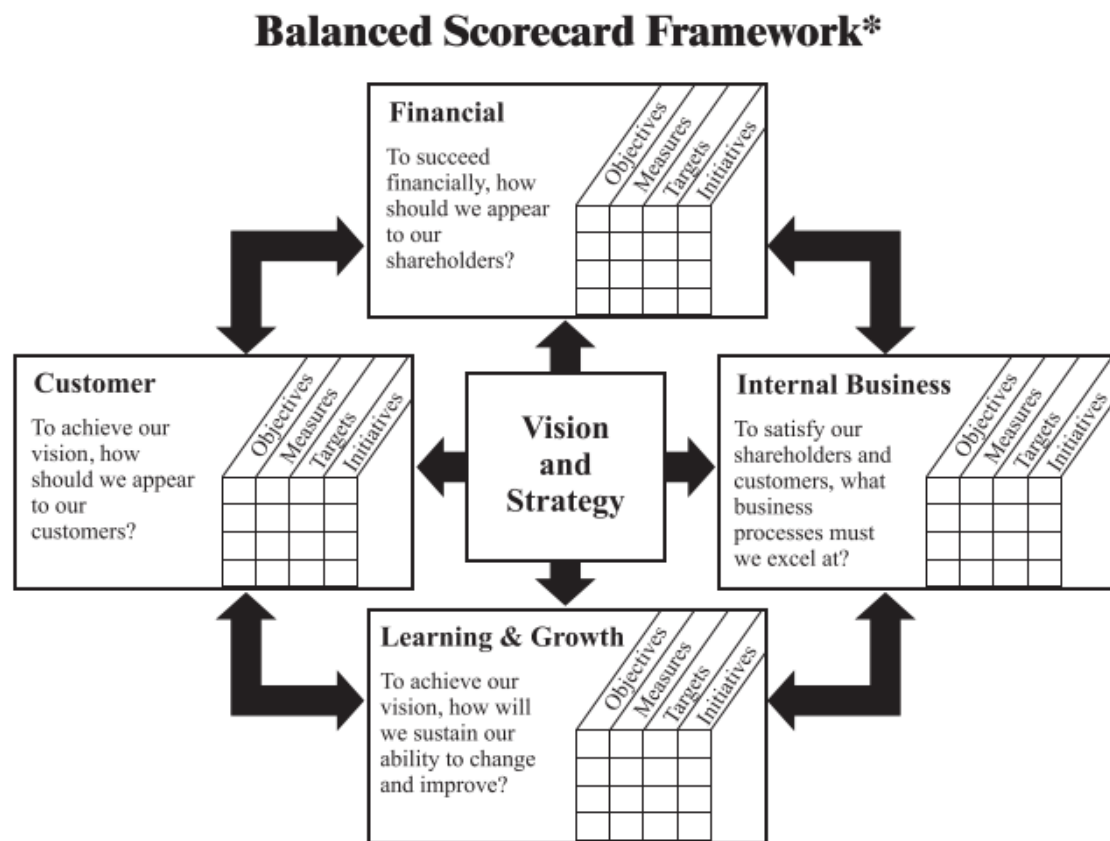 Balanced Scorecard Framework*
Financial
To succeed
financially, how
should we appear
to our
shareholders?
Objectives
Measures
Targets
Initiatives
Customer
To achieve our
vision, how
should we appear
to our
customers?
Objectives
Measures
Targets
Initiatives
Vision
and
Strategy
Internal Business
To satisfy our
shareholders and
customers, what
business
processes must
we excel at?
Objectives
Measures
Targets
Initiatives
Learning & Growth
To achieve our
vision, how will
we sustain our
ability to change
and improve?
Objectives
Measures
Targets
Initiatives